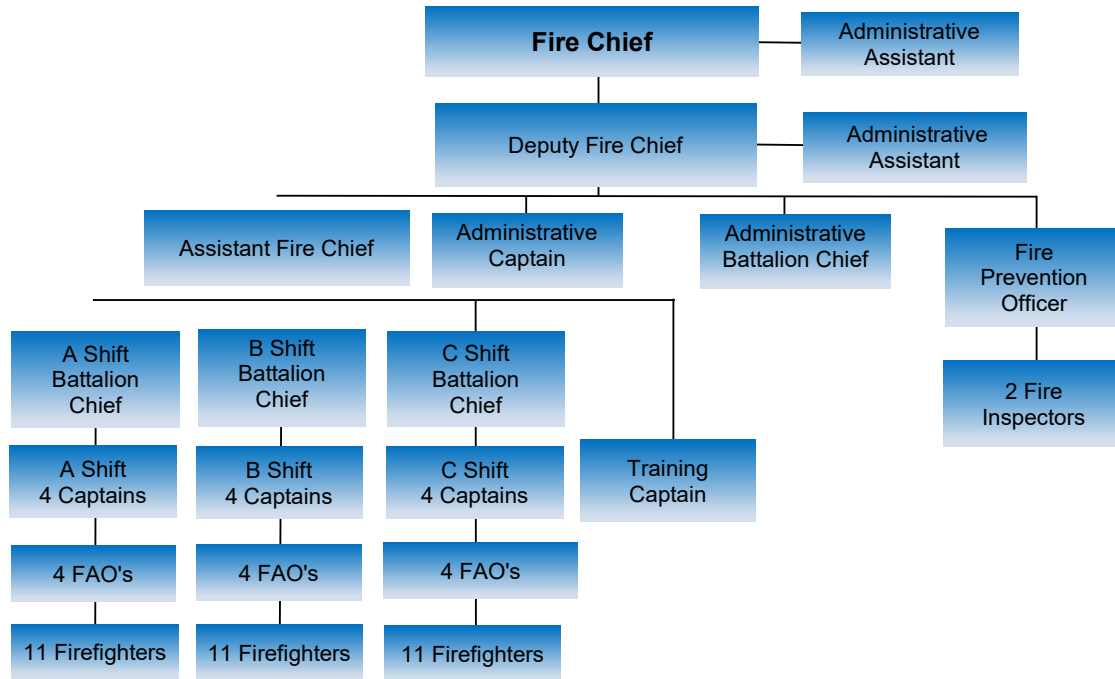 Fire Chief
Administrative
Assistant
Deputy Fire Chief
Administrative
Assistant
Assistant Fire Chief
Administrative
Captain
Administrative
Battalion Chief
Fire
Prevention
Officer
A Shift
Battalion
Chief
B Shift
Battalion
Chief
C Shift
Battalion
Chief
2 Fire
Inspectors
A Shift
4 Captains
B Shift
4 Captains
C Shift
4 Captains
Training
Captain
4 FAO's
4 FAO's
4 FAO's
11 Firefighters
11 Firefighters
11 Firefighters